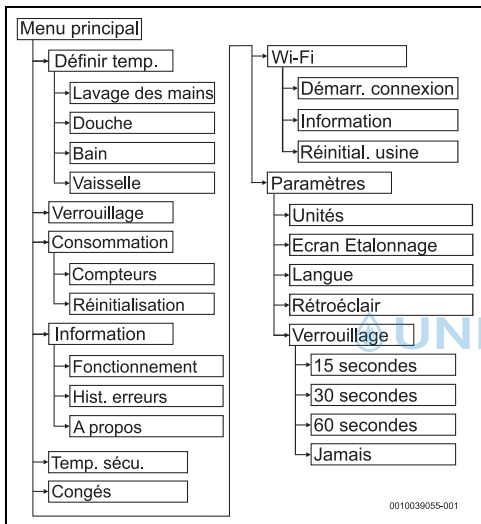 Menu principal
Définir temp.
Lavage des mains
Douche
Bain
Vaisselle
Verrouillage
Consommation
Compteurs
Réinitialisation
Information
Fonctionnement
Hist. erreurs
A propos
Temp. sécu.
Congés
Wi-Fi
Démarr. connexion
Information
Réinitial. usine
Paramètres
Unités
Ecran Etalonnage
Langue
Rétroéclair
Verrouillage
15 secondes
30 secondes
60 secondes
Jamais
UNI
0010039055-001